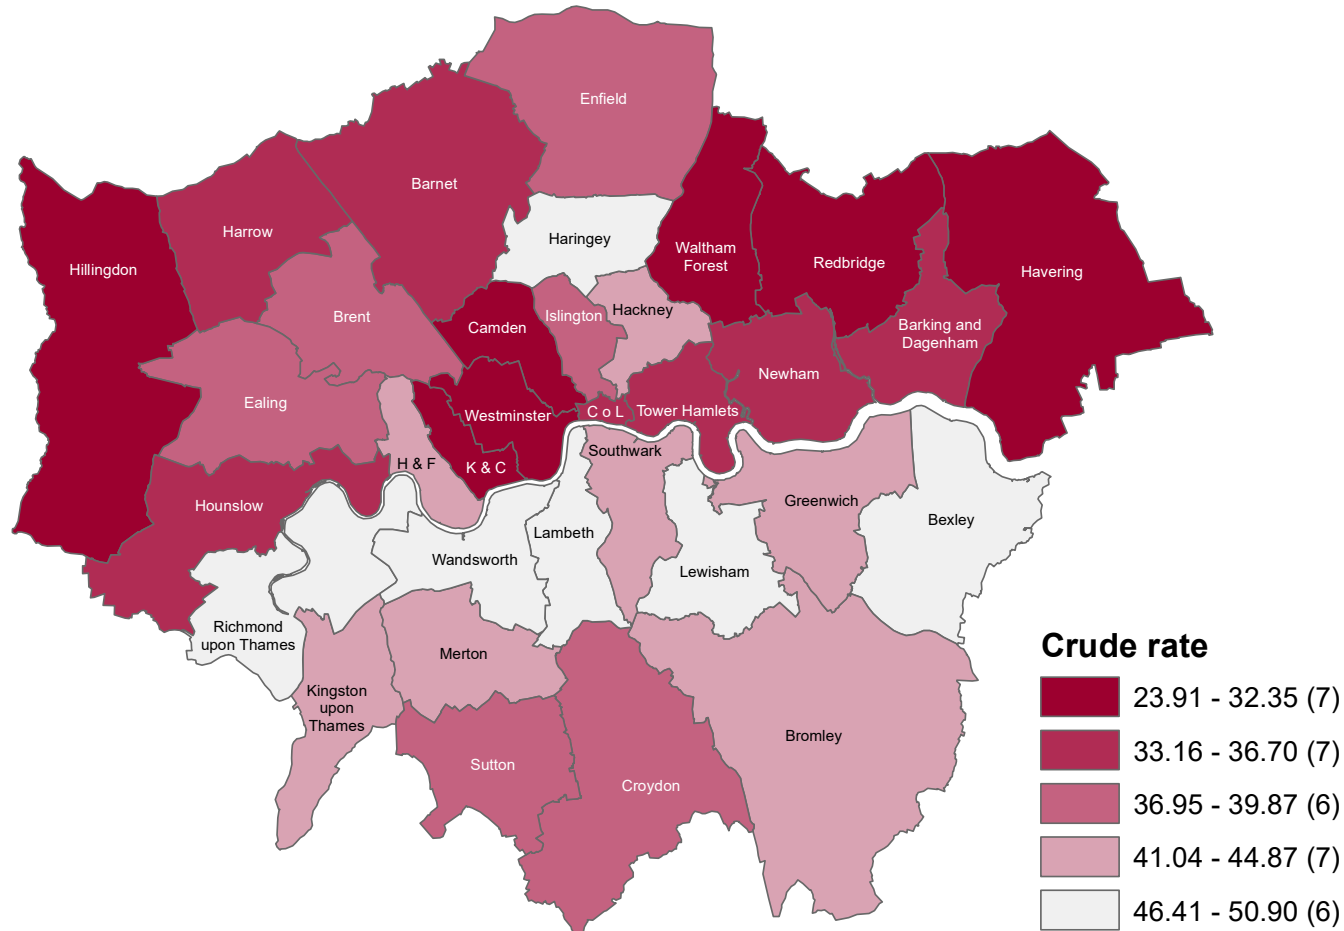 Enfield
Barnet
Harrow
Haringey
Waltham
Forest
Redbridge
Havering
Hillingdon
Brent
Camden
Islington
Hackney
Barking and
Dagenham
Newham
Ealing
Westminster
C o L
Tower Hamlets
H & F
K & C
Southwark
Hounslow
Greenwich
Bexley
Lambeth
Wandsworth
Lewisham
Richmond
upon Thames
Merton
Kingston
upon
Thames
Bromley
Sutton
Croydon
Crude rate
23.91 - 32.35 (7)
33.16 - 36.70 (7)
36.95 - 39.87 (6)
41.04 - 44.87 (7)
46.41 - 50.90 (6)